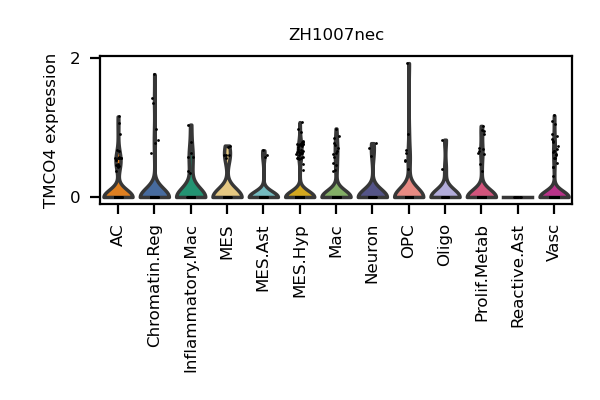 ZH1007nec
TMCO4 expression
2
0
AC
Chromatin.Reg
Inflammatory.Mac
MES
MES.Ast
MES.Hyp
Mac
Neuron
OPC
Oligo
Prolif.Metab
Reactive.Ast
Vasc